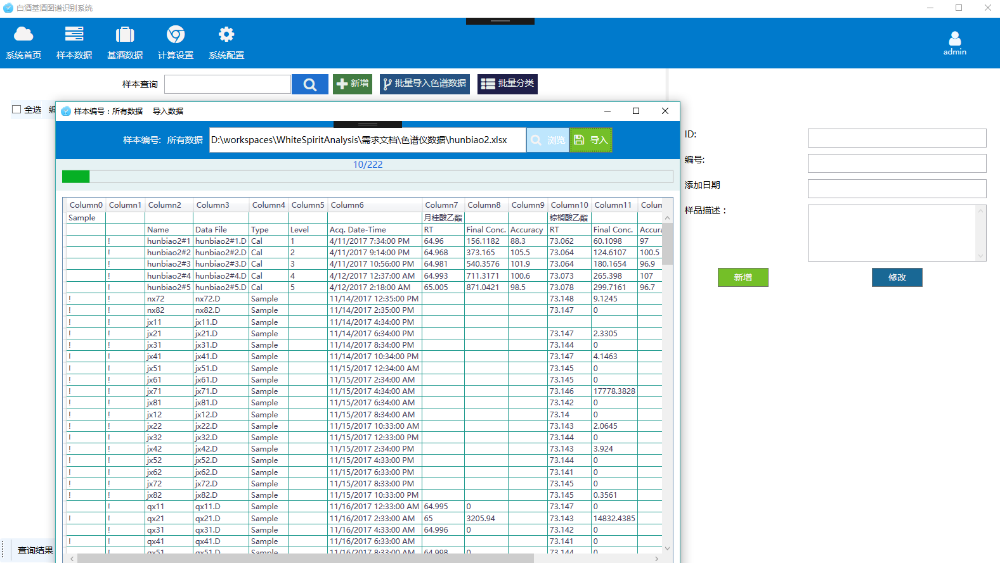 白酒基酒图谱识别系统
系统首页 样本数据 基酒数据 计算设置 系统配置 admin
样本查询 新增 批量导入色谱数据 批量分类
全选 编
样本编号：所有数据 导入数据
样本编号: 所有数据 D:\workspaces\WhiteSpiritAnalysis\需求文档\色谱仪数据\hunbiao2.xlsx 浏览 导入
10/222
Column0 Column1 Column2 Column3 Column4 Column5 Column6 Column7 Column8 Column9 Column10 Column11 Colum
Sample 月桂酸乙酯 棕榈酸乙酯
Name Data File Type Level Acq. Date-Time RT Final Conc. Accuracy RT Final Conc. Accura
! hunbiao2#1 hunbiao2#1.D Cal 1 4/11/2017 7:34:00 PM 64.96 156.1182 88.3 73.062 60.1098 97
! hunbiao2#2 hunbiao2#2.D Cal 2 4/11/2017 9:14:00 PM 64.968 373.165 105.5 73.064 124.6107 100.5
! hunbiao2#3 hunbiao2#3.D Cal 3 4/11/2017 10:56:00 PM 64.981 540.3576 101.9 73.064 180.1654 96.9
! hunbiao2#4 hunbiao2#4.D Cal 4 4/12/2017 12:37:00 AM 64.993 711.3171 100.6 73.073 265.398 107
! hunbiao2#5 hunbiao2#5.D Cal 5 4/12/2017 2:18:00 AM 65.005 871.0421 98.5 73.078 299.7161 96.7
! ! nx72 nx72.D Sample 11/14/2017 12:35:00 PM 73.148 9.1245
! ! nx82 nx82.D Sample 11/14/2017 2:35:00 PM 73.147 0
! ! jx11 jx11.D Sample 11/14/2017 4:34:00 PM
! ! jx21 jx21.D Sample 11/14/2017 6:34:00 PM 73.147 2.3305
! ! jx31 jx31.D Sample 11/14/2017 8:34:00 PM 73.144 0
! ! jx41 jx41.D Sample 11/14/2017 10:34:00 PM 73.147 4.1463
! ! jx51 jx51.D Sample 11/15/2017 12:34:00 AM 73.145 0
! ! jx61 jx61.D Sample 11/15/2017 2:34:00 AM 73.145 0
! ! jx71 jx71.D Sample 11/15/2017 4:34:00 AM 73.146 17778.3828
! ! jx81 jx81.D Sample 11/15/2017 6:34:00 AM 73.142 0
! ! jx12 jx12.D Sample 11/15/2017 8:34:00 AM 73.14 0
! ! jx22 jx22.D Sample 11/15/2017 10:33:00 AM 73.143 2.0645
! ! jx32 jx32.D Sample 11/15/2017 12:33:00 PM 73.144 0
! ! jx42 jx42.D Sample 11/15/2017 2:34:00 PM 73.143 3.924
! ! jx52 jx52.D Sample 11/15/2017 4:33:00 PM 73.144 0
! ! jx62 jx62.D Sample 11/15/2017 6:33:00 PM 73.141 0
! ! jx72 jx72.D Sample 11/15/2017 8:33:00 PM 73.145 0
! ! jx82 jx82.D Sample 11/15/2017 10:33:00 PM 73.145 0.3561
! qx11 qx11.D Sample 11/16/2017 12:33:00 AM 64.995 0 73.147 0
! ! qx21 qx21.D Sample 11/16/2017 2:33:00 AM 65 3205.94 73.143 14832.4385
! qx31 qx31.D Sample 11/16/2017 4:33:00 AM 64.996 0 73.142 0
! ! qx41 qx41.D Sample 11/16/2017 6:33:00 AM 73.141 0
! qx51 qx51.D Sample 11/16/2017 8:33:00 AM 64.998 0 73.144 0
ID:
编号:
添加日期
样品描述：
新增 修改
查询结果